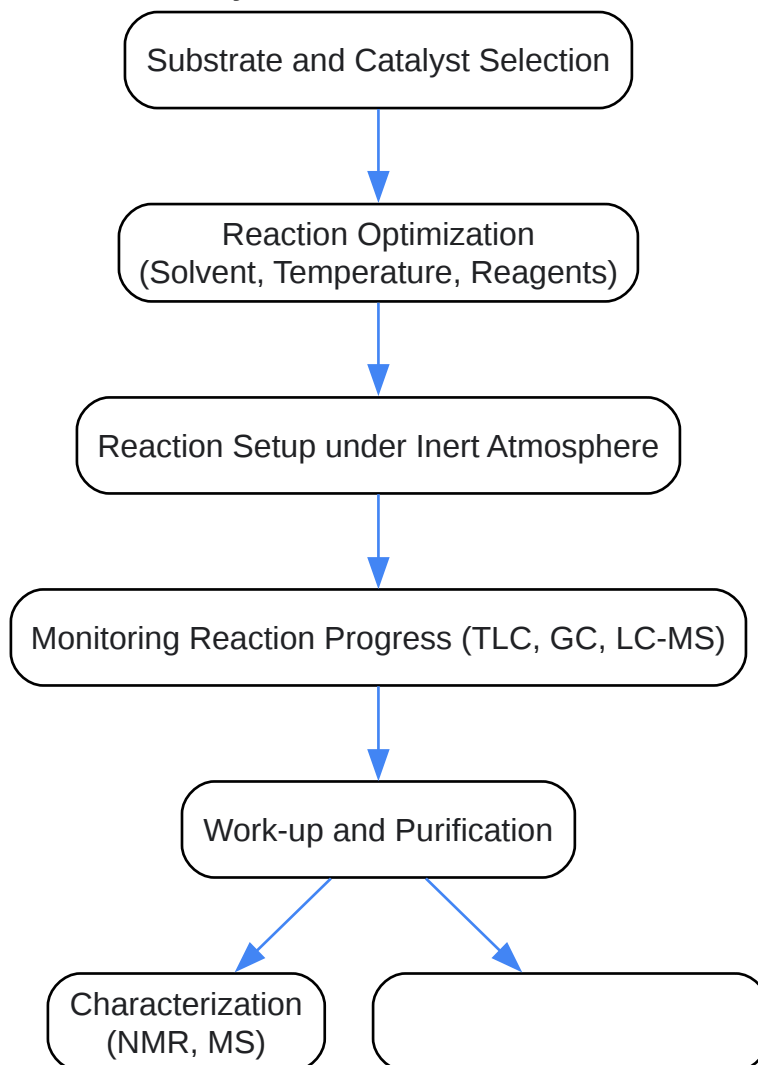 Substrate and Catalyst Selection
Reaction Optimization
(Solvent, Temperature, Reagents)
Reaction Setup under Inert Atmosphere
Monitoring Reaction Progress (TLC, GC, LC-MS)
Work-up and Purification
Characterization
(NMR, MS)